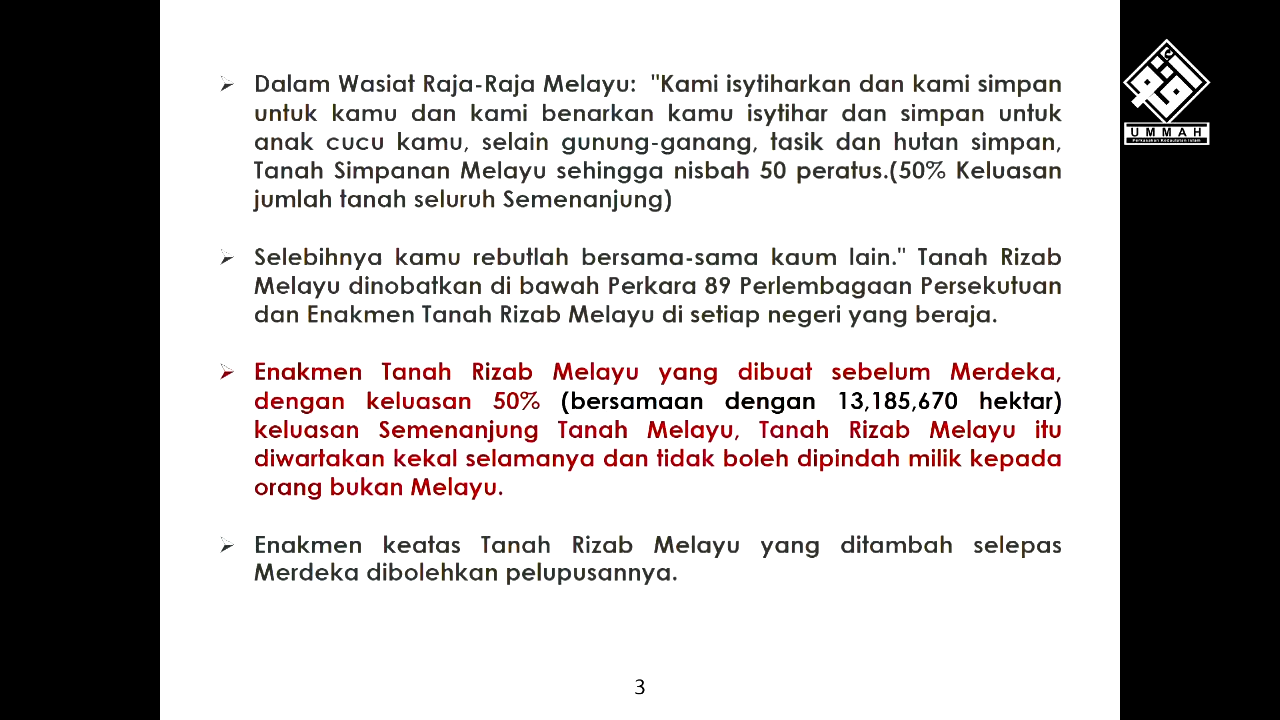 Dalam Wasiat Raja-Raja Melayu: "Kami isytiharkan dan kami simpan
untuk kamu dan kami benarkan kamu isytihar dan simpan untuk
anak cucu kamu, selain gunung-ganang, tasik dan hutan simpan,
Tanah Simpanan Melayu sehingga nisbah 50 peratus.(50% Keluasan
jumlah tanah seluruh Semenanjung)
Selebihnya kamu rebutlah bersama-sama kaum lain." Tanah Rizab
Melayu dinobatkan di bawah Perkara 89 Perlembagaan Persekutuan
dan Enakmen Tanah Rizab Melayu di setiap negeri yang beraja.
Enakmen Tanah Rizab Melayu yang dibuat sebelum Merdeka,
dengan keluasan 50% (bersamaan dengan 13,185,670 hektar)
keluasan Semenanjung Tanah Melayu, Tanah Rizab Melayu itu
diwartakan kekal selamanya dan tidak boleh dipindah milik kepada
orang bukan Melayu.
Enakmen keatas Tanah Rizab Melayu yang ditambah selepas
Merdeka dibolehkan pelupusannya.
3
UMMAH
Perkasakan Kedaulatan Islam